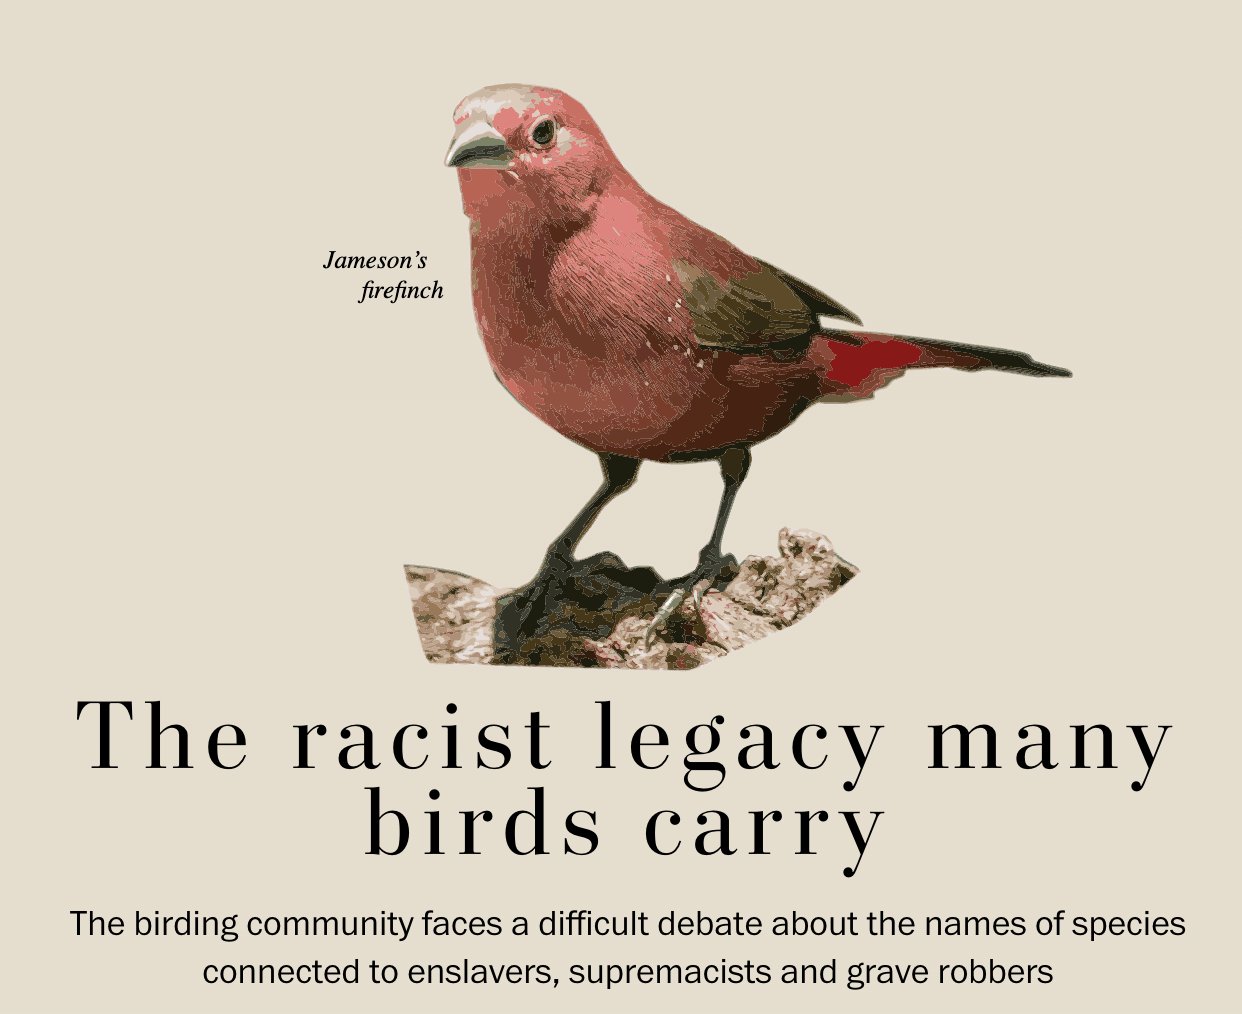 Jameson’s
firefinch
The racist legacy many
birds carry
The birding community faces a difficult debate about the names of species
connected to enslavers, supremacists and grave robbers